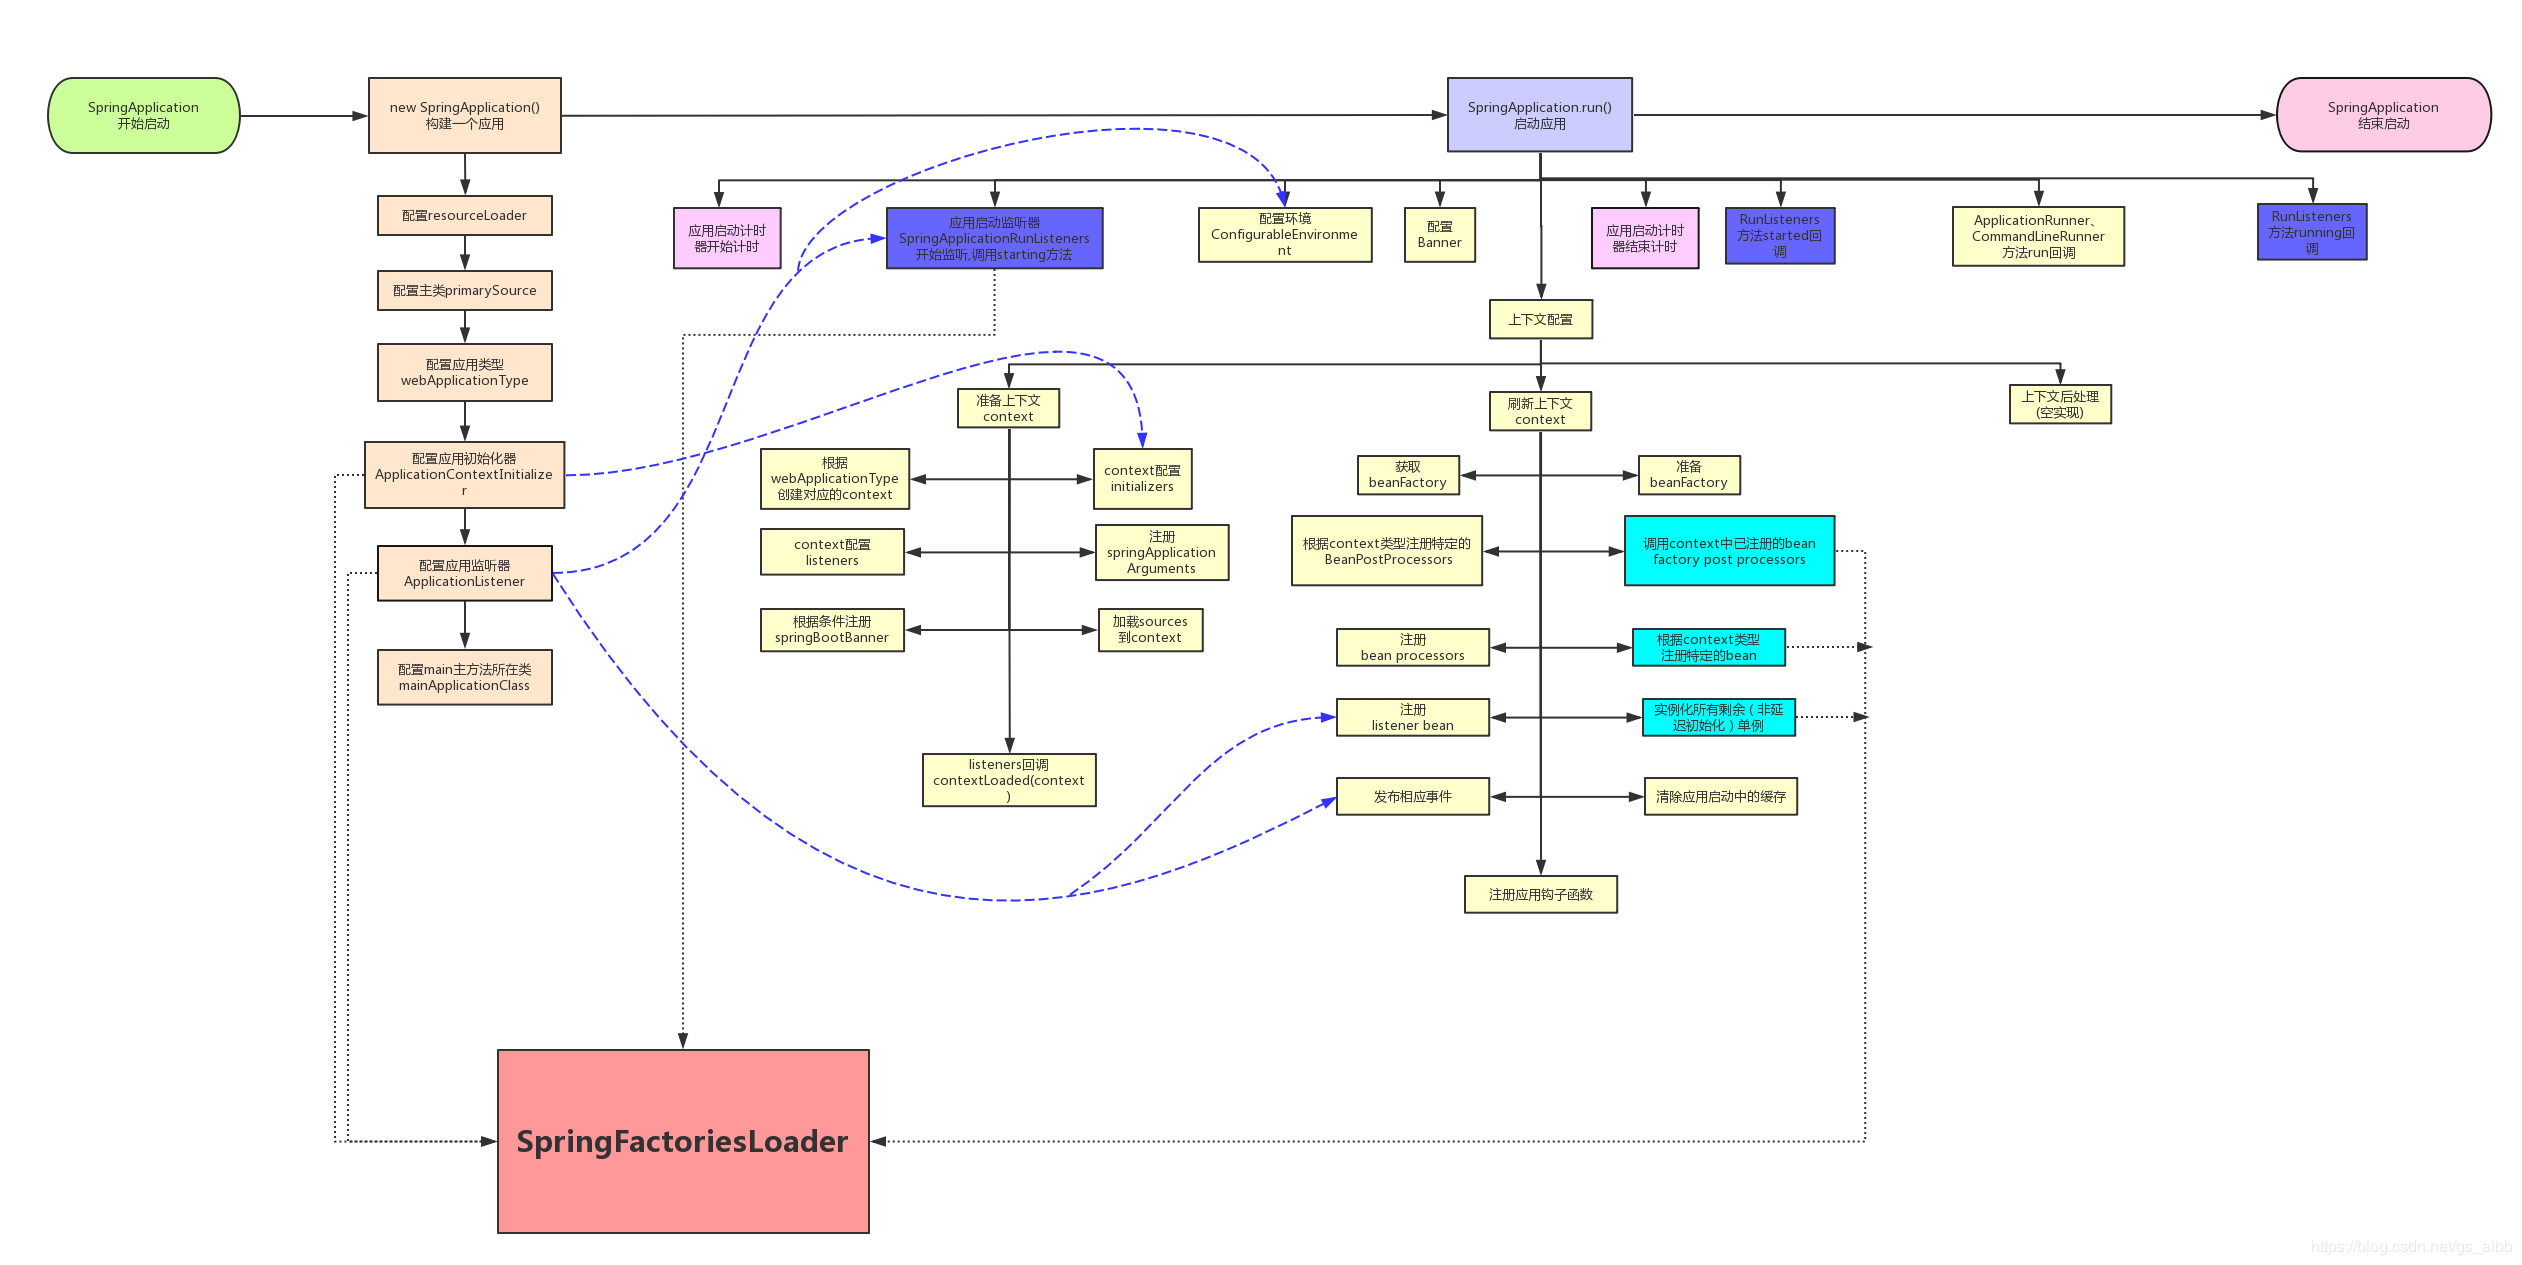 SpringApplication
开始启动
new SpringApplication()
构建一个应用
SpringApplication.run()
启动应用
SpringApplication
结束启动
配置resourceLoader
配置主类primarySource
配置应用类型
webApplicationType
配置应用初始化器
ApplicationContextInitialize
r
配置应用监听器
ApplicationListener
配置main主方法所在类
mainApplicationClass
应用启动计时
器开始计时
应用启动监听器
SpringApplicationRunListeners
开始监听,调用starting方法
配置环境
ConfigurableEnvironme
nt
配置
Banner
应用启动计时
器结束计时
RunListeners
方法started回
调
ApplicationRunner、
CommandLineRunner
方法run回调
RunListeners
方法running回
调
上下文配置
准备上下文
context
刷新上下文
context
上下文后处理
(空实现)
根据
webApplicationType
创建对应的context
context配置
initializers
context配置
listeners
注册
springApplication
Arguments
根据条件注册
springBootBanner
加载sources
到context
listeners回调
contextLoaded(context
)
获取
beanFactory
准备
beanFactory
根据context类型注册特定的
BeanPostProcessors
调用context中已注册的bean
factory post processors
注册
bean processors
根据context类型
注册特定的bean
注册
listener bean
实例化所有剩余（非延
迟初始化）单例
发布相应事件
清除应用启动中的缓存
注册应用钩子函数
SpringFactoriesLoader
https://blog.csdn.net/gs_albb